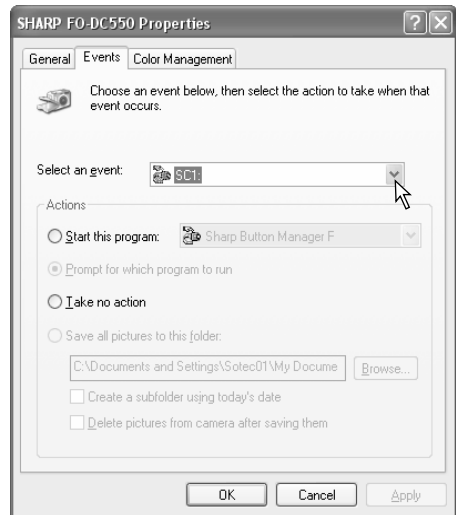 SHARP FO-DC550 Properties
General Events Color Management
Choose an event below, then select the action to take when that
event occurs.
Select an event: SC1:
Actions
Start this program: Sharp Button Manager F
Prompt for which program to run
Take no action
Save all pictures to this folder:
C:\Documents and Settings\Sotec01\My Docume Browse...
Create a subfolder using today's date
Delete pictures from camera after saving them
OK Cancel Apply